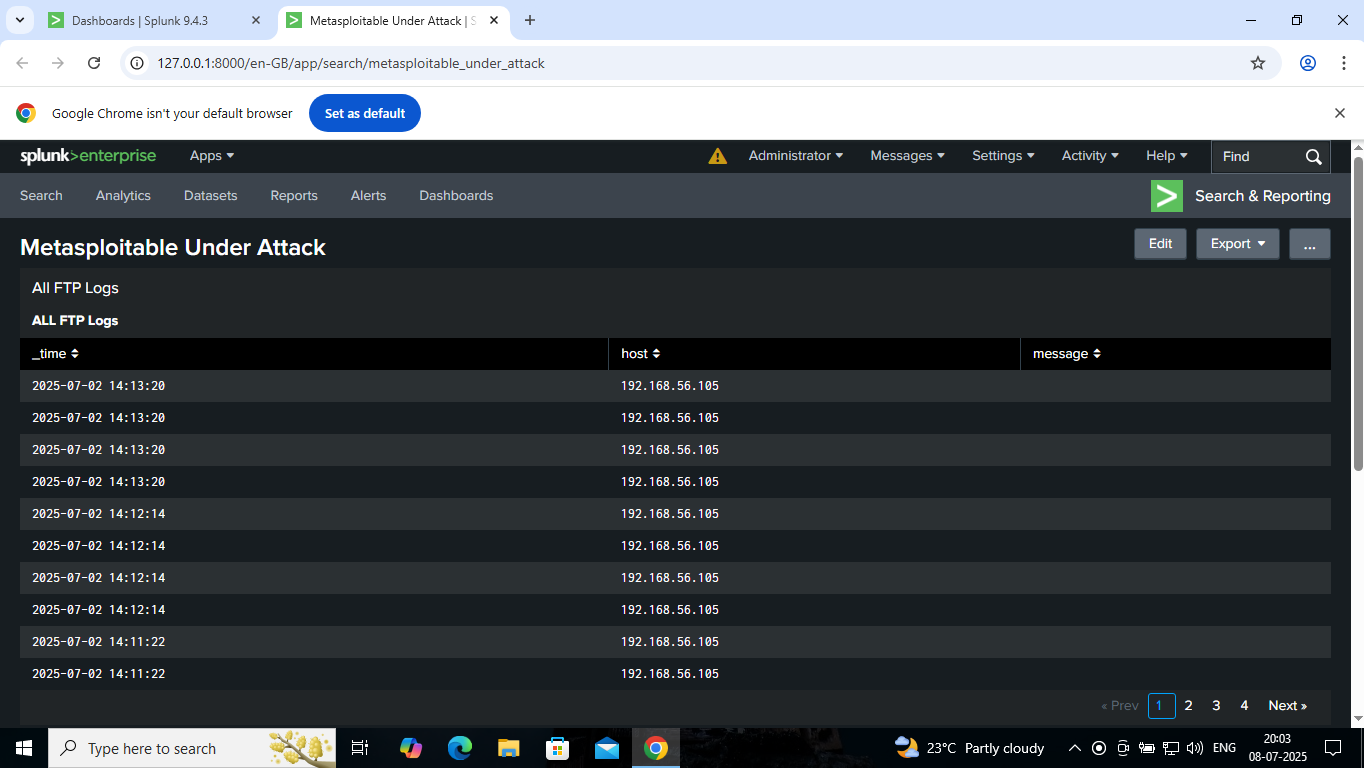 Dashboards | Splunk 9.4.3
Metasploitable Under Attack | S
127.0.0.1:8000/en-GB/app/search/metasploitable_under_attack
Google Chrome isn't your default browser Set as default
splunk>enterprise Apps Administrator Messages Settings Activity Help Find
Search Analytics Datasets Reports Alerts Dashboards Search & Reporting
Metasploitable Under Attack Edit Export ...
All FTP Logs
ALL FTP Logs
_time host message
2025-07-02 14:13:20 192.168.56.105
2025-07-02 14:13:20 192.168.56.105
2025-07-02 14:13:20 192.168.56.105
2025-07-02 14:13:20 192.168.56.105
2025-07-02 14:12:14 192.168.56.105
2025-07-02 14:12:14 192.168.56.105
2025-07-02 14:12:14 192.168.56.105
2025-07-02 14:12:14 192.168.56.105
2025-07-02 14:11:22 192.168.56.105
2025-07-02 14:11:22 192.168.56.105
« Prev 1 2 3 4 Next »
Type here to search 23°C Partly cloudy ENG 20:03
08-07-2025